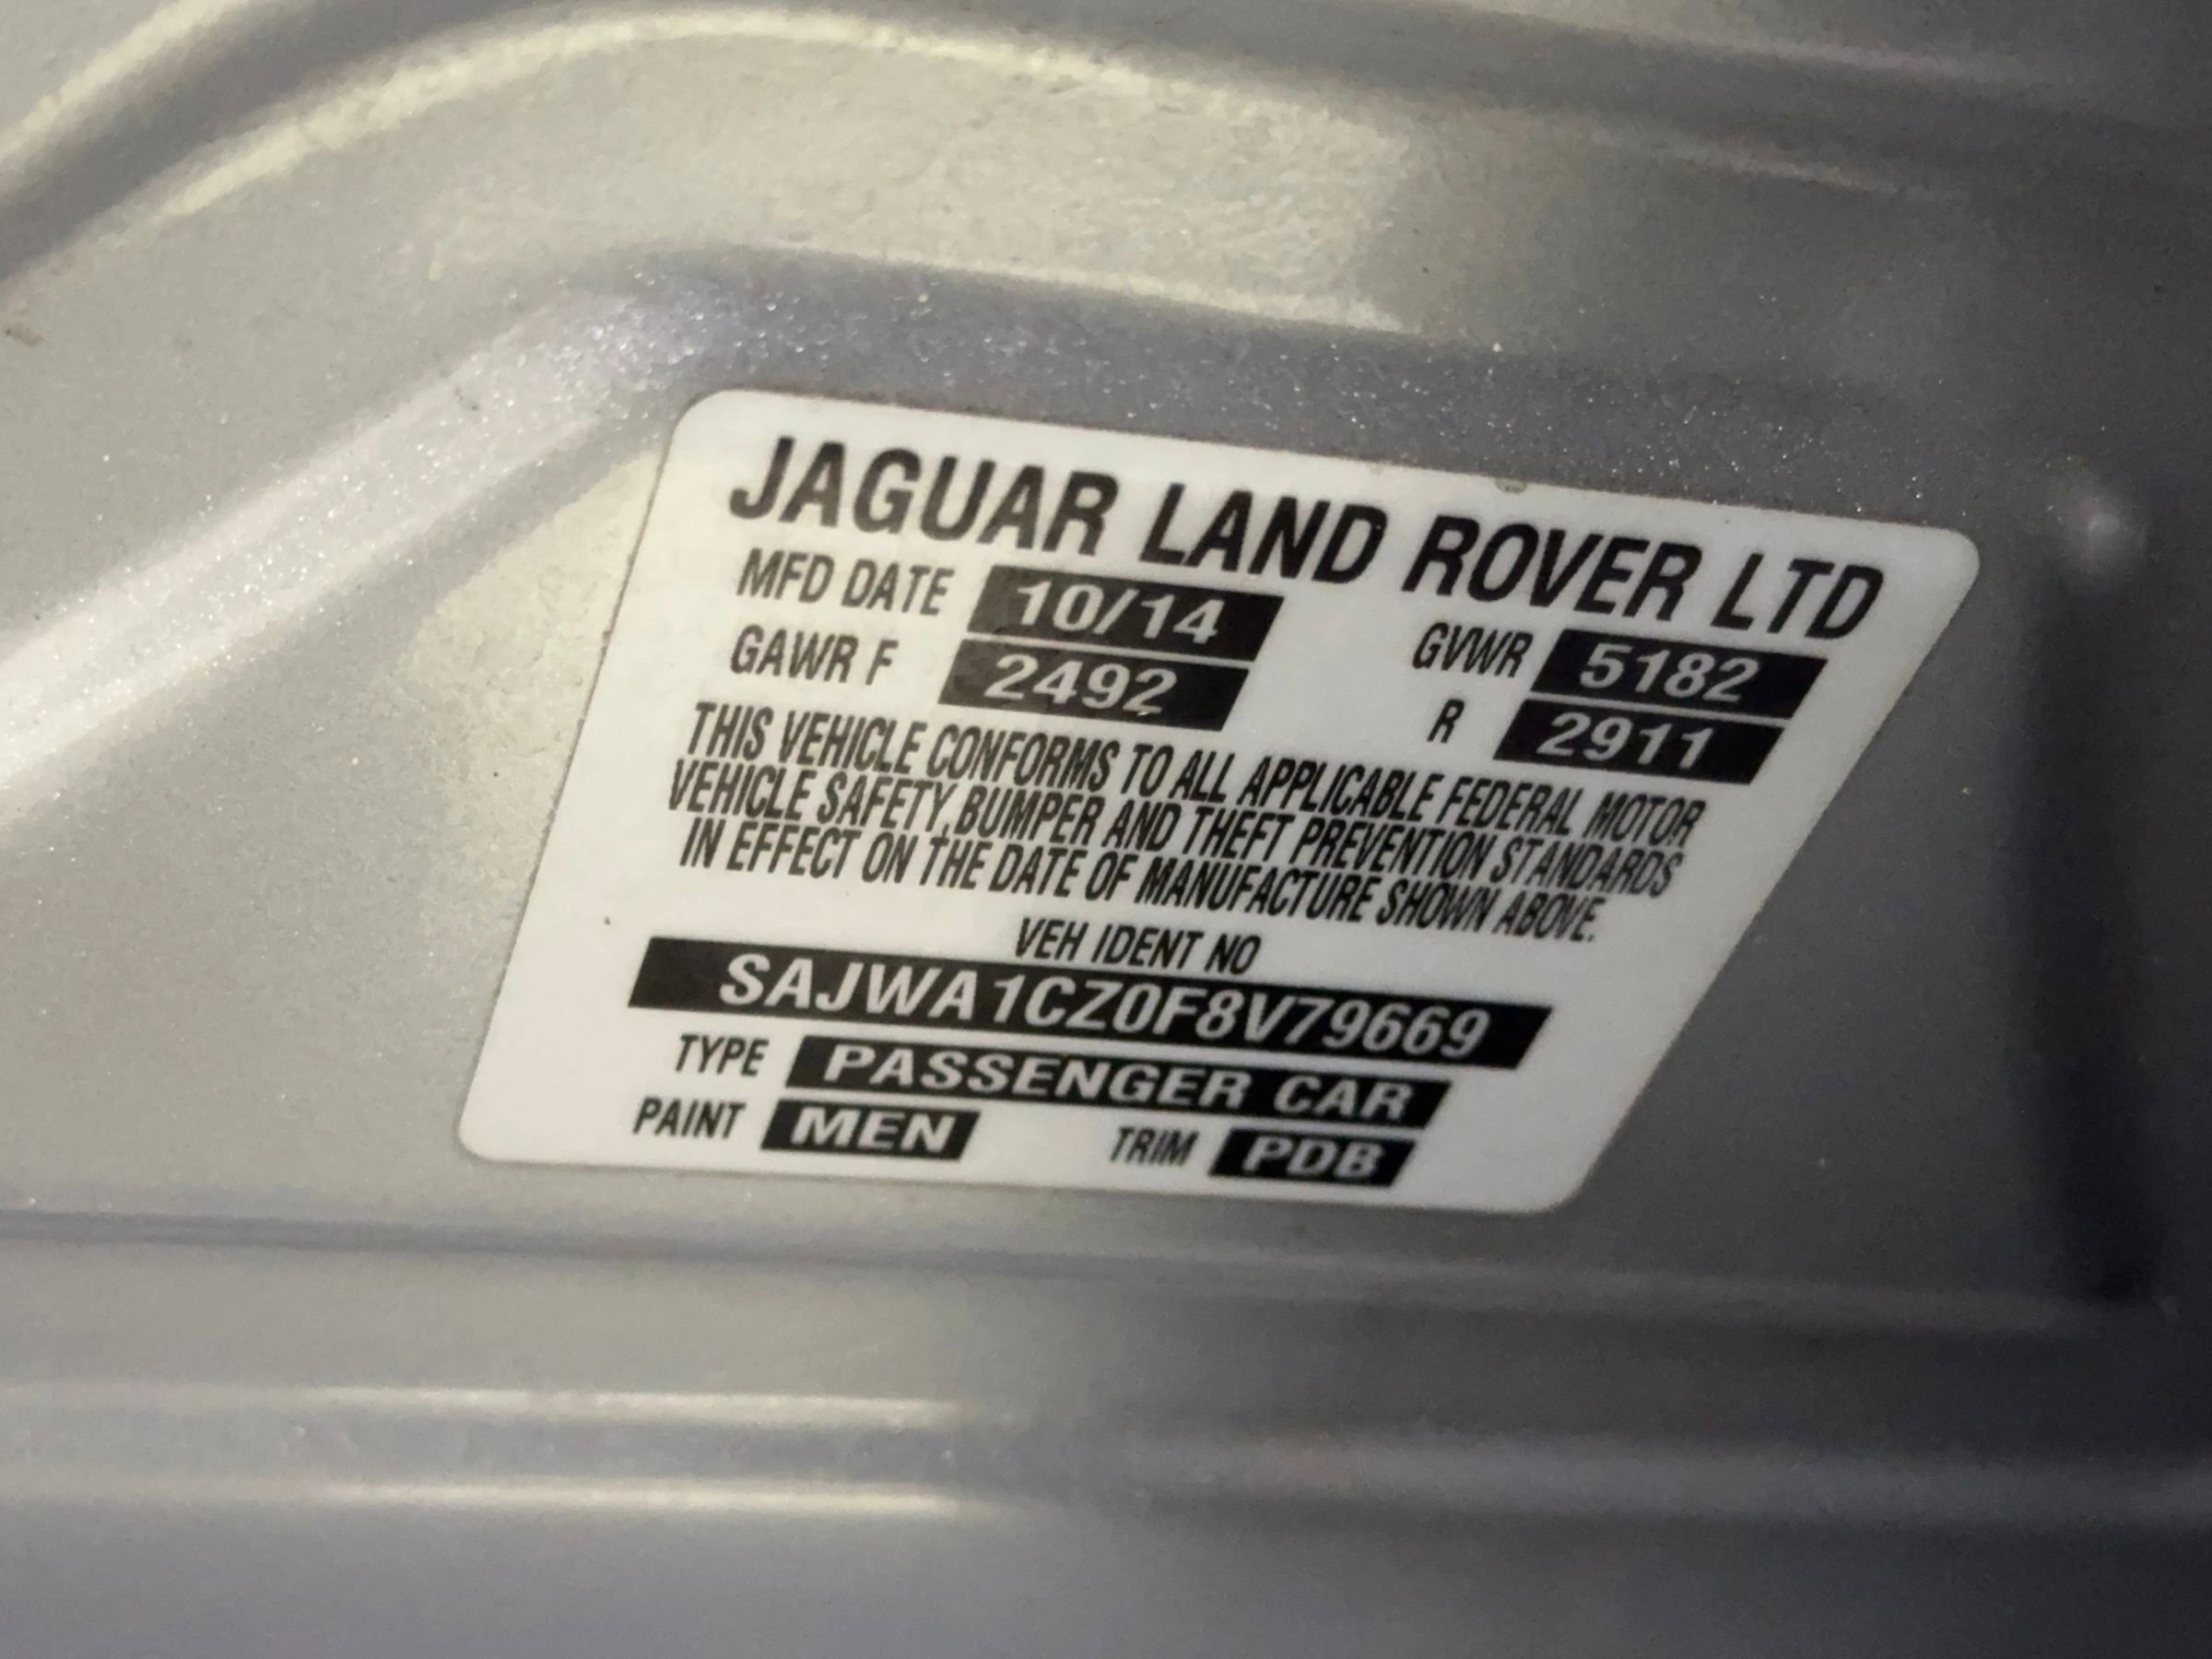 JAGUAR LAND ROVER LTD
MFD DATE 10/14 GVWR 5182
GAWR F 2492 R 2911
THIS VEHICLE CONFORMS TO ALL APPLICABLE FEDERAL MOTOR
VEHICLE SAFETY,BUMPER AND THEFT PREVENTION STANDARDS
IN EFFECT ON THE DATE OF MANUFACTURE SHOWN ABOVE.
VEH IDENT NO
SAJWA1CZ0F8V79669
TYPE PASSENGER CAR
PAINT MEN TRIM PDB